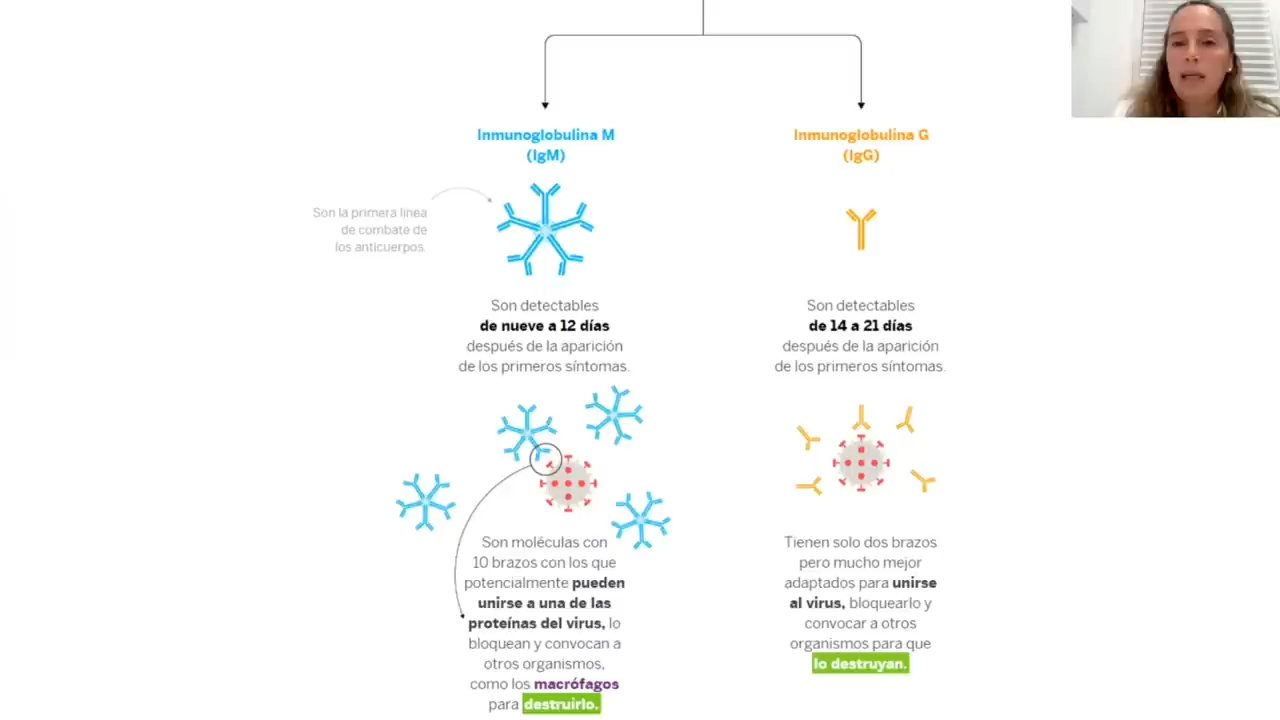 Inmunoglobulina M
(IgM)
Son la primera línea
de combate de
los anticuerpos.
Son detectables
de nueve a 12 días
después de la aparición
de los primeros síntomas.
Son moléculas con
10 brazos con los que
potencialmente pueden
unirse a una de las
proteínas del virus, lo
bloquean y convocan a
otros organismos,
como los macrófagos
para destruirlo.
Inmunoglobulina G
(IgG)
Son detectables
de 14 a 21 días
después de la aparición
de los primeros síntomas.
Tienen solo dos brazos
pero mucho mejor
adaptados para unirse
al virus, bloquearlo y
convocar a otros
organismos para que
lo destruyan.